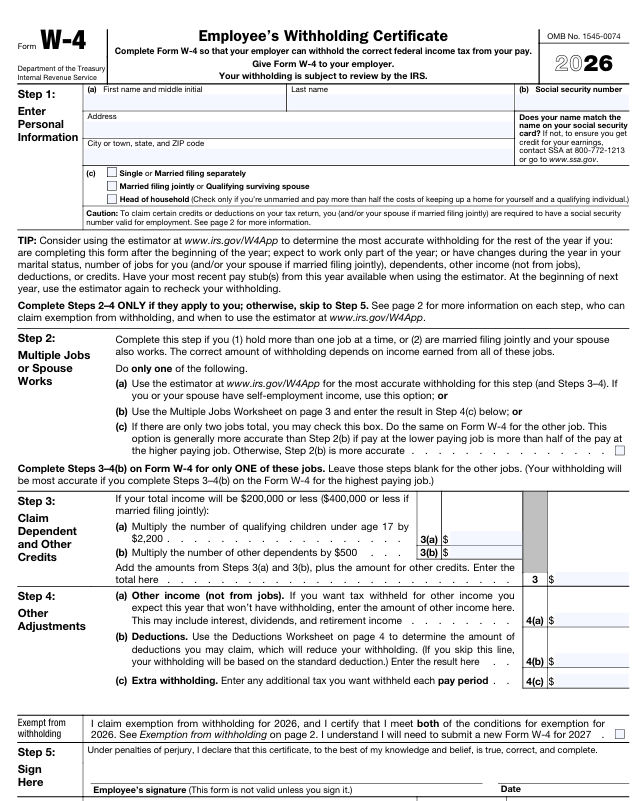 Form W-4
Department of the Treasury
Internal Revenue Service
Employee's Withholding Certificate
Complete Form W-4 so that your employer can withhold the correct federal income tax from your pay.
Give Form W-4 to your employer.
Your withholding is subject to review by the IRS.
OMB No. 1545-0074
2026
Step 1:
Enter
Personal
Information
(a) First name and middle initial
Last name
(b) Social security number
Address
City or town, state, and ZIP code
Does your name match the
name on your social security
card? If not, to ensure you get
credit for your earnings,
contact SSA at 800-772-1213
or go to www.ssa.gov.
(c) Single or Married filing separately
Married filing jointly or Qualifying surviving spouse
Head of household (Check only if you're unmarried and pay more than half the costs of keeping up a home for yourself and a qualifying individual.)
Caution: To claim certain credits or deductions on your tax return, you (and/or your spouse if married filing jointly) are required to have a social security
number valid for employment. See page 2 for more information.
TIP: Consider using the estimator at www.irs.gov/W4App to determine the most accurate withholding for the rest of the year if you:
are completing this form after the beginning of the year; expect to work only part of the year; or have changes during the year in your
marital status, number of jobs for you (and/or your spouse if married filing jointly), dependents, other income (not from jobs),
deductions, or credits. Have your most recent pay stub(s) from this year available when using the estimator. At the beginning of next
year, use the estimator again to recheck your withholding.
Complete Steps 2–4 ONLY if they apply to you; otherwise, skip to Step 5. See page 2 for more information on each step, who can
claim exemption from withholding, and when to use the estimator at www.irs.gov/W4App.
Step 2:
Multiple Jobs
or Spouse
Works
Complete this step if you (1) hold more than one job at a time, or (2) are married filing jointly and your spouse
also works. The correct amount of withholding depends on income earned from all of these jobs.
Do only one of the following.
(a) Use the estimator at www.irs.gov/W4App for the most accurate withholding for this step (and Steps 3–4). If
you or your spouse have self-employment income, use this option; or
(b) Use the Multiple Jobs Worksheet on page 3 and enter the result in Step 4(c) below; or
(c) If there are only two jobs total, you may check this box. Do the same on Form W-4 for the other job. This
option is generally more accurate than Step 2(b) if pay at the lower paying job is more than half of the pay at
the higher paying job. Otherwise, Step 2(b) is more accurate . . . . . . . . . . . . . .
Complete Steps 3–4(b) on Form W-4 for only ONE of these jobs. Leave those steps blank for the other jobs. (Your withholding will
be most accurate if you complete Steps 3–4(b) on the Form W-4 for the highest paying job.)
Step 3:
Claim
Dependent
and Other
Credits
If your total income will be $200,000 or less ($400,000 or less if
married filing jointly):
(a) Multiply the number of qualifying children under age 17 by
$2,200 . . . . . . . . . . . . . . . . 3(a) $
(b) Multiply the number of other dependents by $500 . . . 3(b) $
Add the amounts from Steps 3(a) and 3(b), plus the amount for other credits. Enter the
total here . . . . . . . . . . . . . . . . . . . . . . . 3 $
Step 4:
Other
Adjustments
(a) Other income (not from jobs). If you want tax withheld for other income you
expect this year that won't have withholding, enter the amount of other income here.
This may include interest, dividends, and retirement income . . . . . . . . 4(a) $
(b) Deductions. Use the Deductions Worksheet on page 4 to determine the amount of
deductions you may claim, which will reduce your withholding. (If you skip this line,
your withholding will be based on the standard deduction.) Enter the result here . . 4(b) $
(c) Extra withholding. Enter any additional tax you want withheld each pay period . . 4(c) $
Exempt from
withholding
I claim exemption from withholding for 2026, and I certify that I meet both of the conditions for exemption for
2026. See Exemption from withholding on page 2. I understand I will need to submit a new Form W-4 for 2027 .
Step 5:
Sign
Here
Under penalties of perjury, I declare that this certificate, to the best of my knowledge and belief, is true, correct, and complete.
Employee's signature (This form is not valid unless you sign it.)
Date